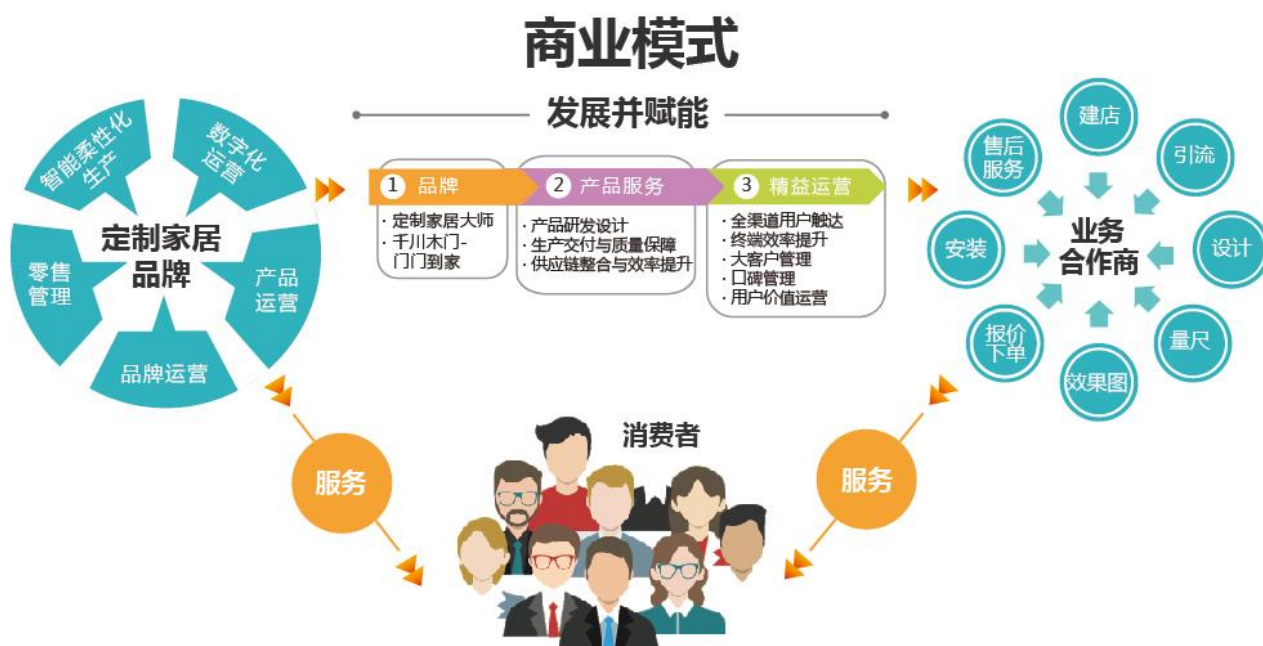 商业模式
发展并赋能
智能柔性化
生产
数字化
运营
产品
运营
品牌运营
零售
管理
定制家居
品牌
1 品牌
· 定制家居大师
· 千川木门-
门门到家
2 产品服务
· 产品研发设计
· 生产交付与质量保障
· 供应链整合与效率提升
3 精益运营
· 全渠道用户触达
· 终端效率提升
· 大客户管理
· 口碑管理
· 用户价值运营
建店
引流
设计
量尺
效果图
报价
下单
安装
售后
服务
业务
合作商
消费者
服务
服务